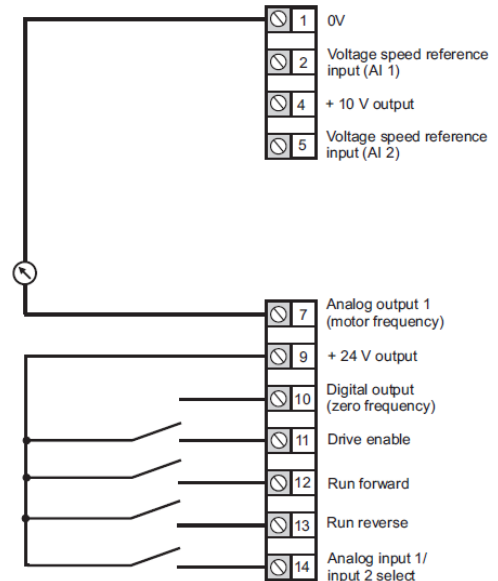 1 0V
2 Voltage speed reference
input (AI 1)
4 + 10 V output
5 Voltage speed reference
input (AI 2)
7 Analog output 1
(motor frequency)
9 + 24 V output
10 Digital output
(zero frequency)
11 Drive enable
12 Run forward
13 Run reverse
14 Analog input 1/
input 2 select